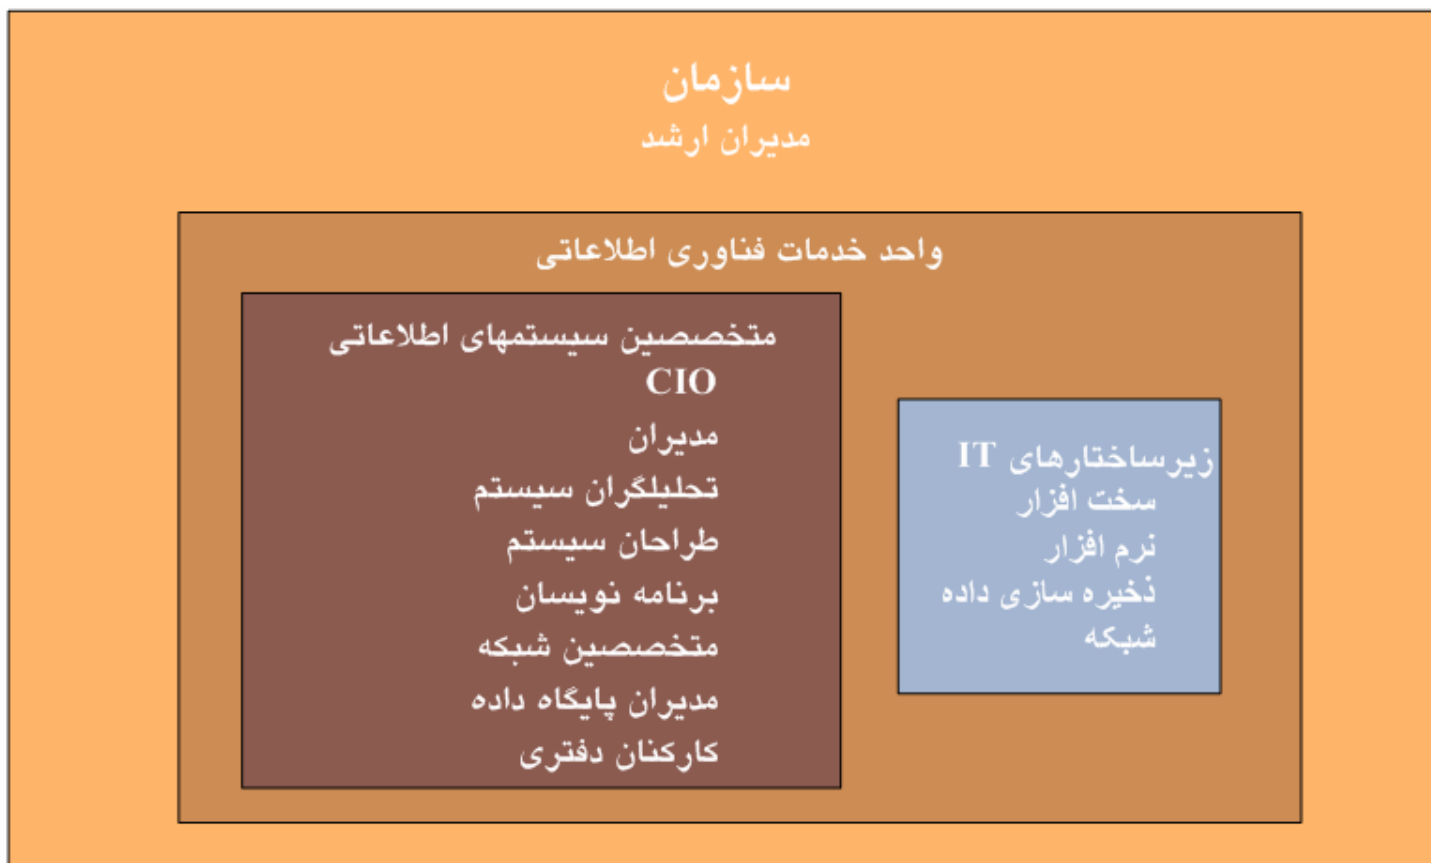 سازمان
مدیران ارشد
واحد خدمات فناوری اطلاعاتی
زیرساختارهای IT
سخت افزار
نرم افزار
ذخیره سازی داده
شبکه
متخصصین سیستمهای اطلاعاتی
CIO
مدیران
تحلیلگران سیستم
طراحان سیستم
برنامه نویسان
متخصصین شبکه
مدیران پایگاه داده
کارکنان دفتری